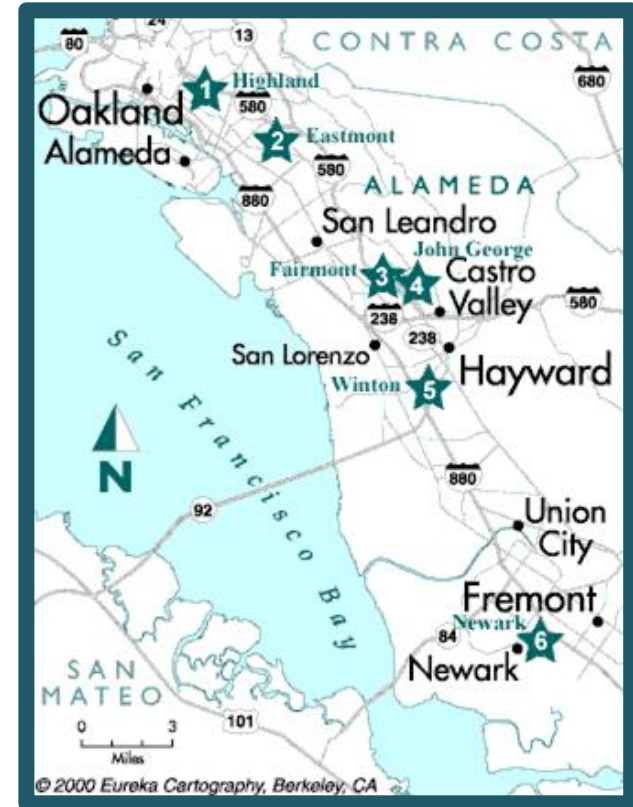 24
80
13
CONTRA COSTA
680
1
Highland
580
Oakland
2
Eastmont
Alameda
580
880
ALAMEDA
San Leandro
John George
Fairmont
3
4
Castro
Valley
580
238
238
San Lorenzo
Hayward
Winton
5
San Francisco Bay
N
880
92
Union
City
Fremont
Newark
6
84
Newark
SAN
MATEO
101
0 3
Miles
© 2000 Eureka Cartography, Berkeley, CA